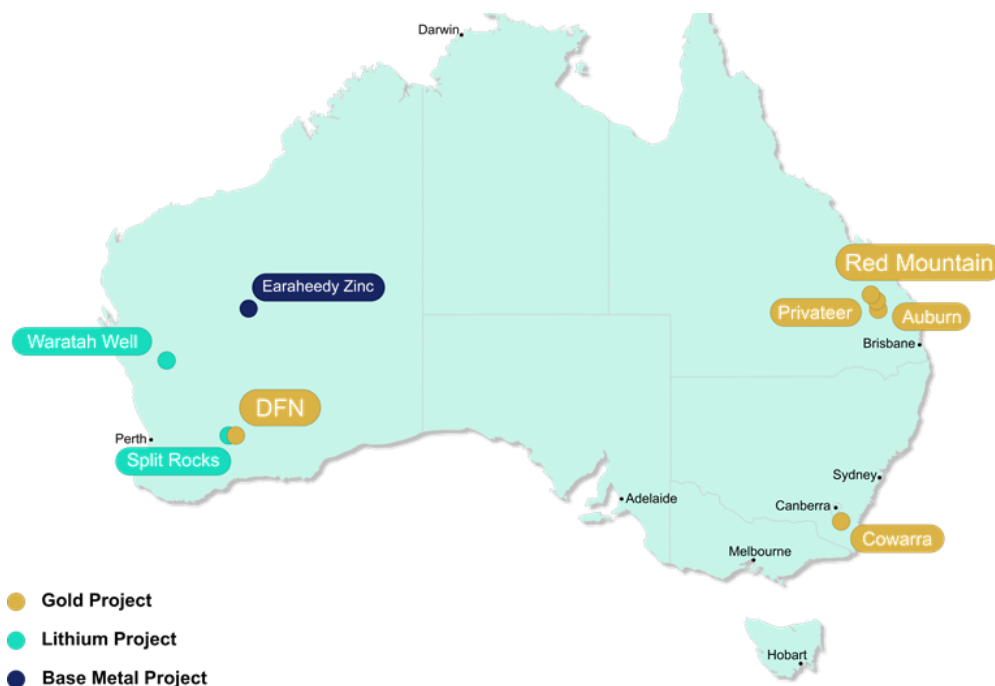 Darwin
Earaheedy Zinc
Red Mountain
Privateer
Auburn
Waratah Well
Brisbane
DFN
Perth
Split Rocks
Sydney
Adelaide
Canberra
Cowarra
Melbourne
Gold Project
Lithium Project
Hobart
Base Metal Project